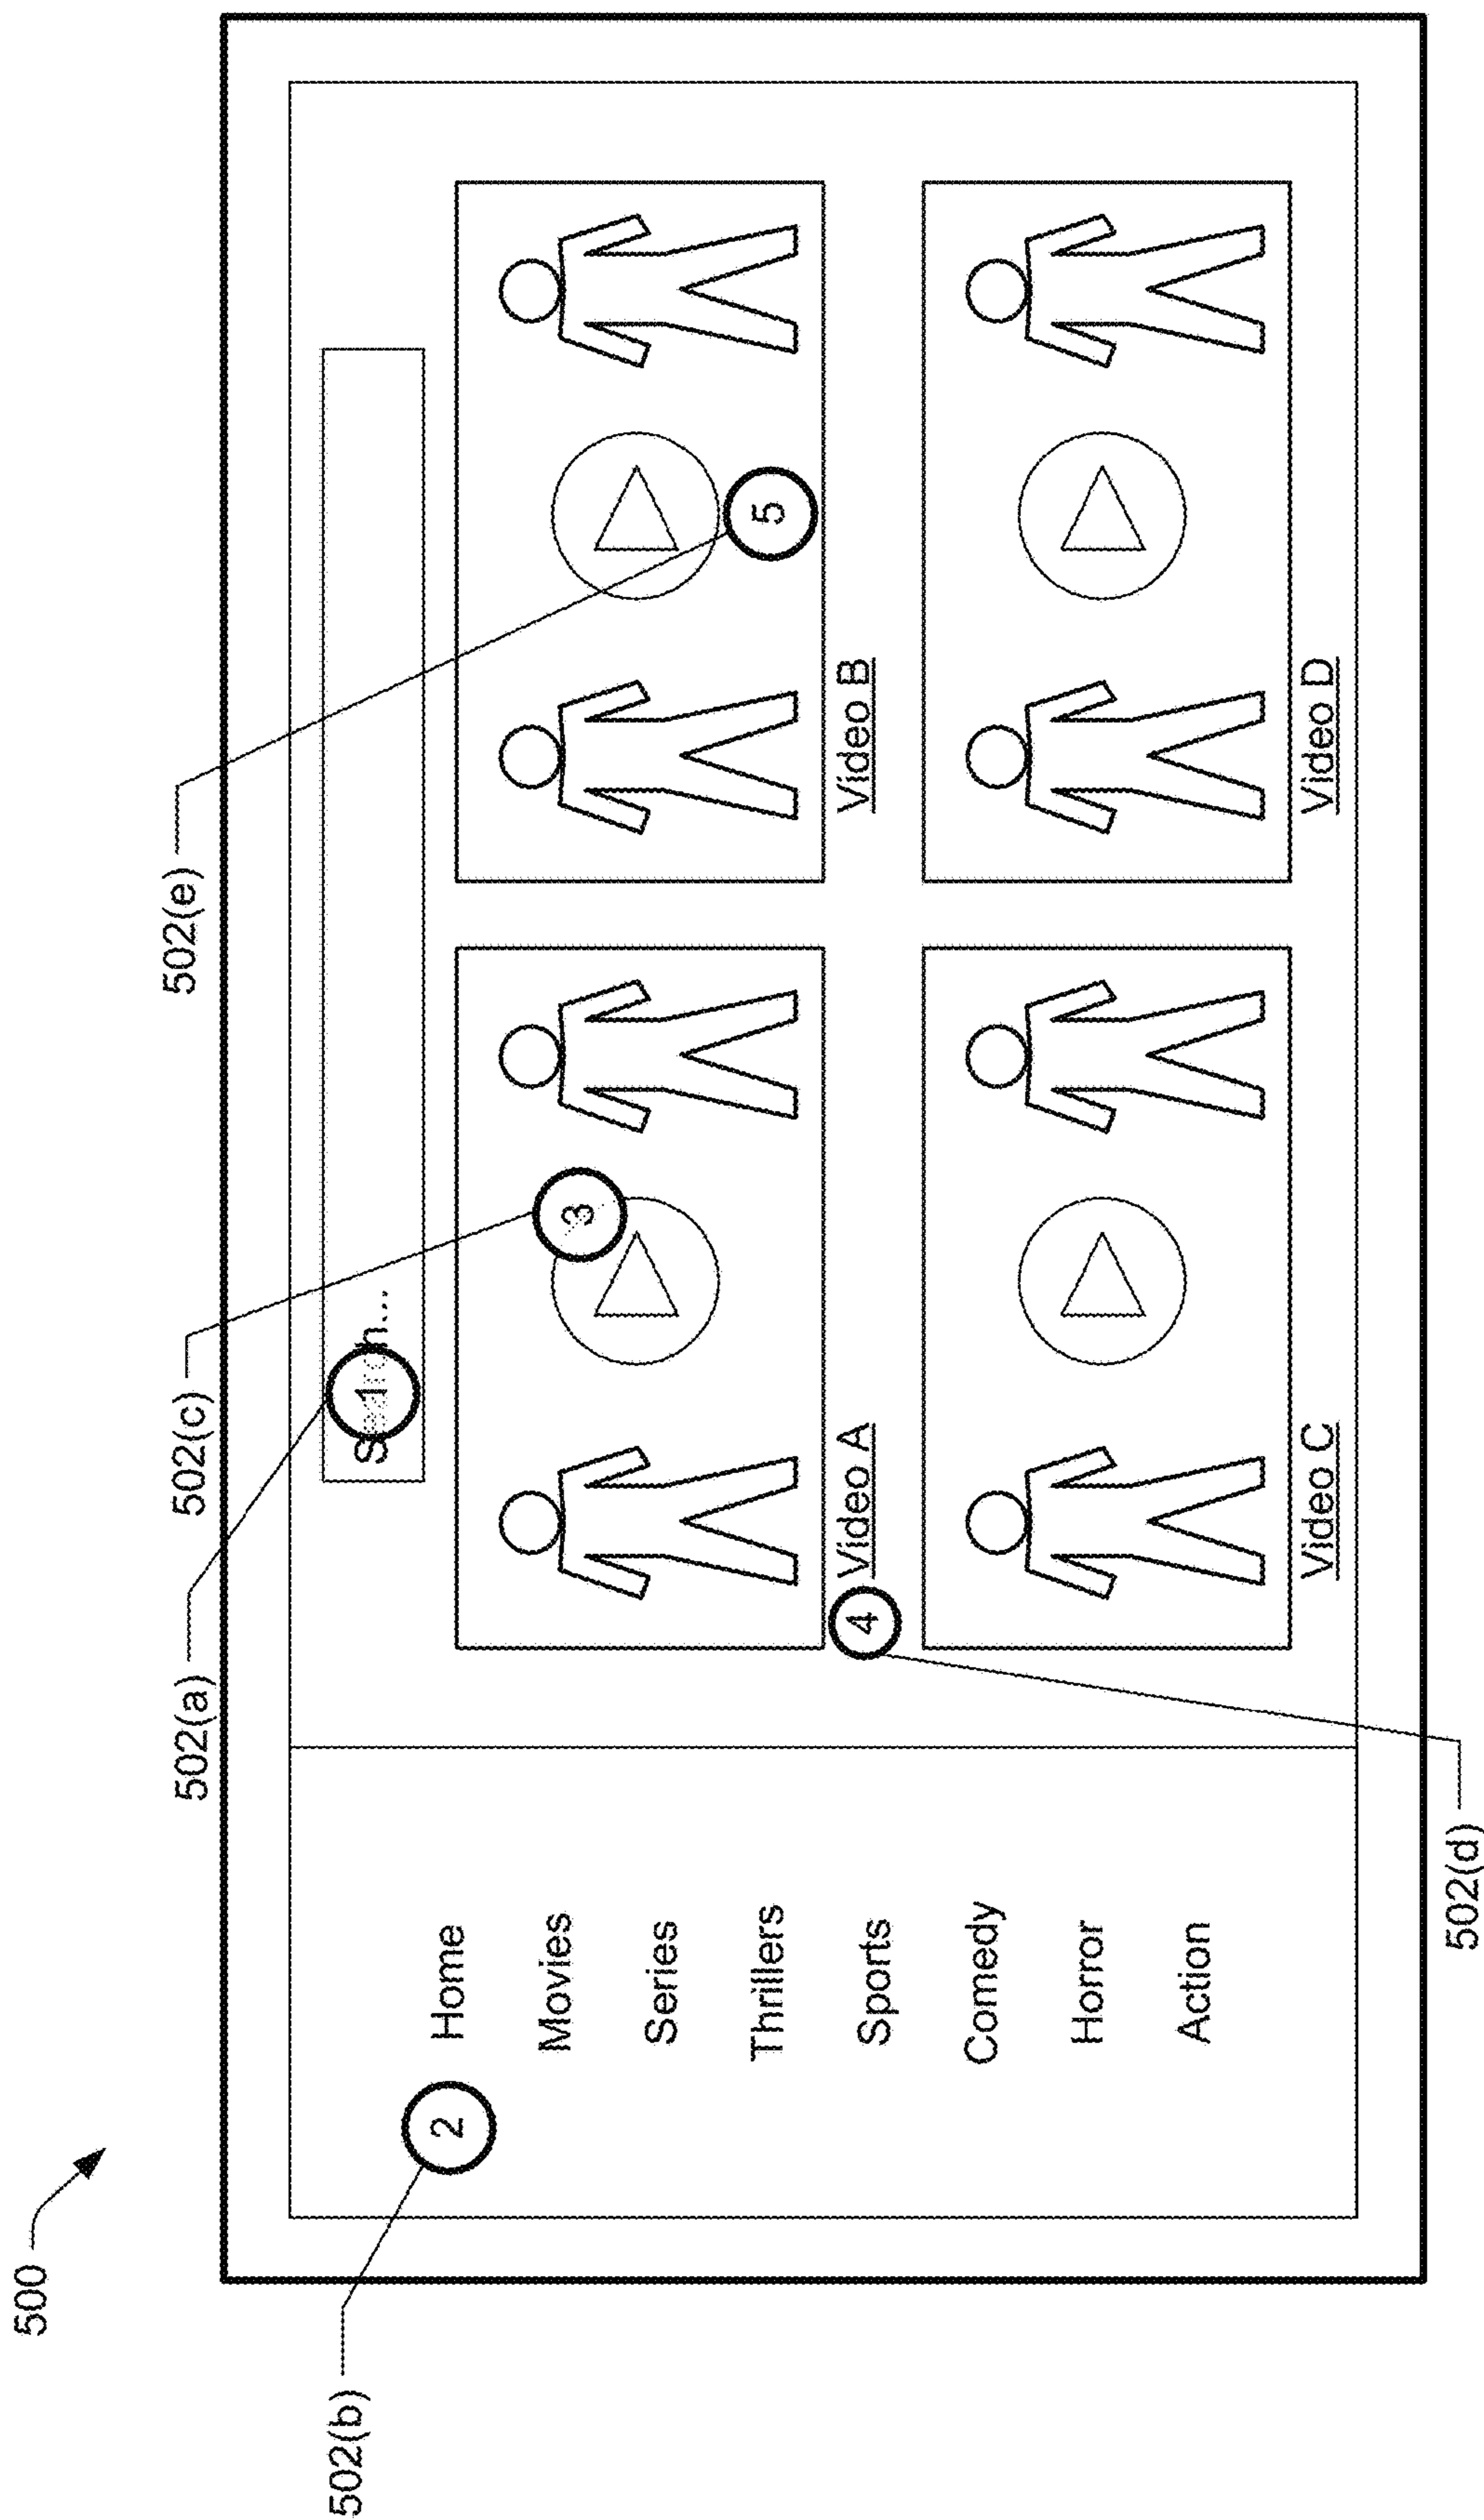 500
502(b)
502(a)
502(c)
502(e)
1
2
Home
Movies
Series
Thrillers
Sports
Comedy
Horror
Action
3
5
4
Video A
Video B
Video C
Video D
502(d)